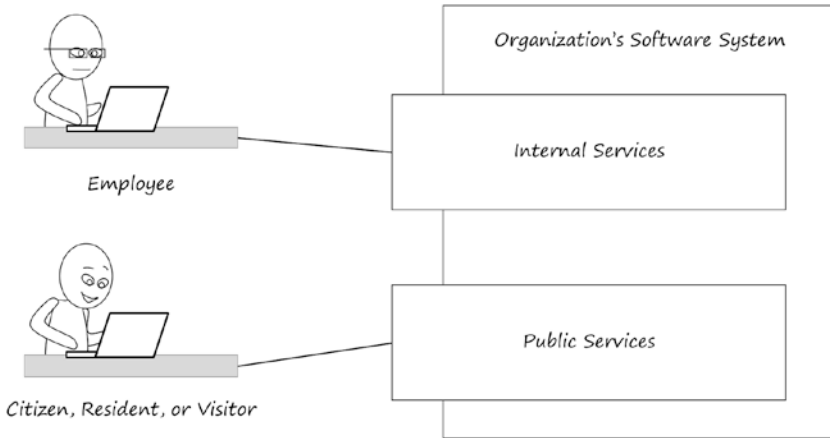 Organization's Software System
Internal Services
Employee
Public Services
Citizen, Resident, or Visitor